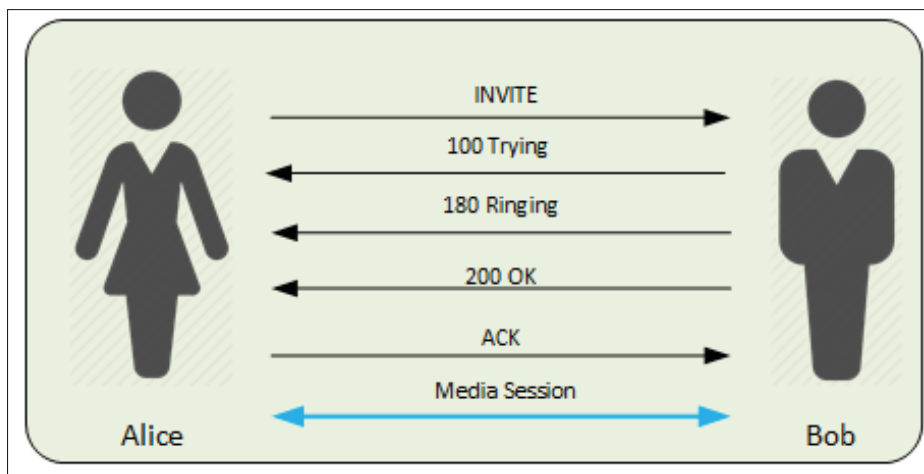 INVITE
100 Trying
180 Ringing
200 OK
ACK
Media Session
Alice
Bob